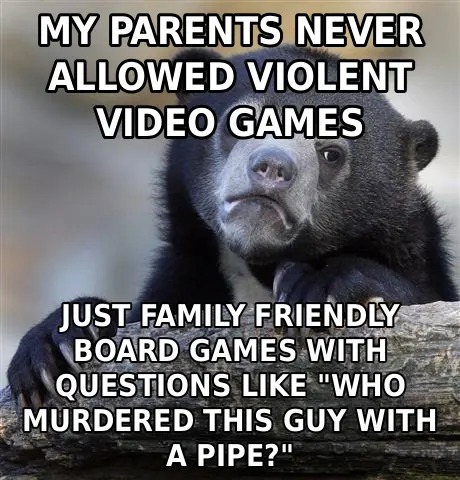 MY PARENTS NEVER
ALLOWED VIOLENT
VIDEO GAMES
JUST FAMILY FRIENDLY
BOARD GAMES WITH
QUESTIONS LIKE "WHO
MURDERED THIS GUY WITH
A PIPE?"